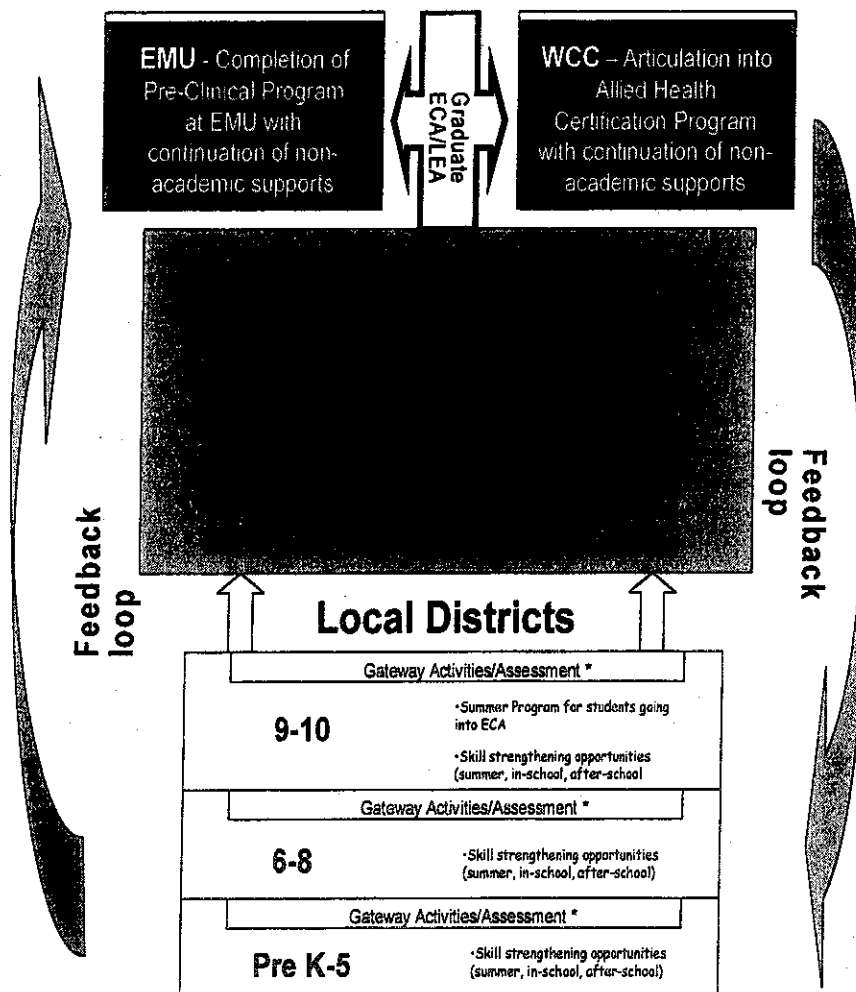 EMU - Completion of
Pre-Clinical Program
at EMU with
continuation of non-
academic supports
Graduate
ECA/LEA
WCC – Articulation into
Allied Health
Certification Program
with continuation of non-
academic supports
Feedback
loop
Feedback
loop
Local Districts
Gateway Activities/Assessment *
9-10
•Summer Program for students going
into ECA
•Skill strengthening opportunities
(summer, in-school, after-school
Gateway Activities/Assessment *
6-8
•Skill strengthening opportunities
(summer, in-school, after-school)
Gateway Activities/Assessment *
Pre K-5
•Skill strengthening opportunities
(summer, in-school, after-school)